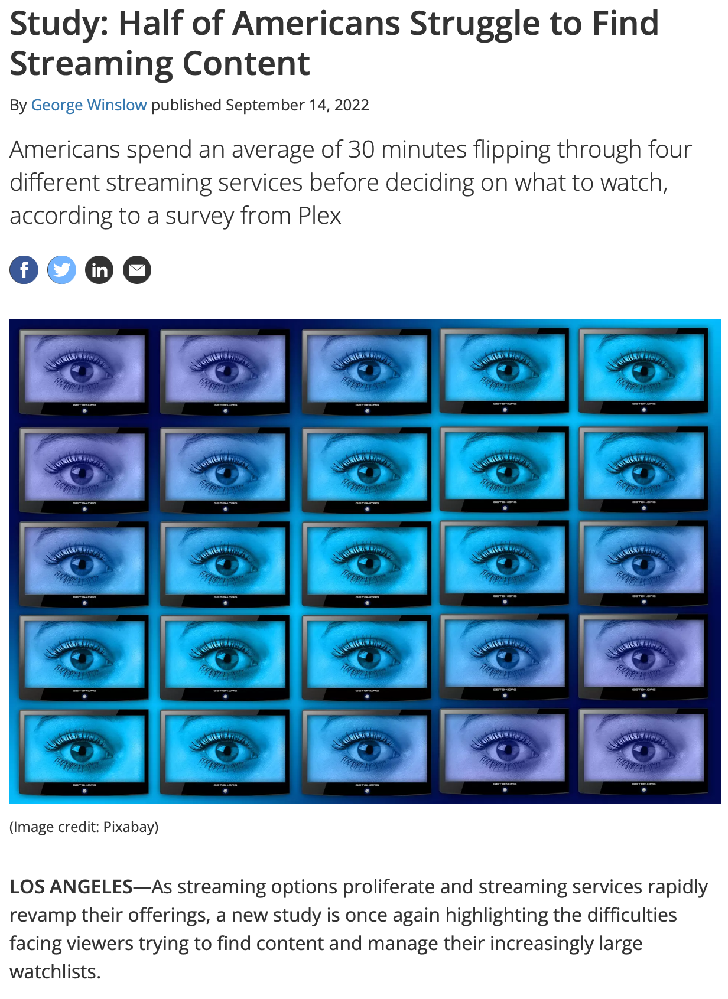 Study: Half of Americans Struggle to Find
Streaming Content
By George Winslow published September 14, 2022
Americans spend an average of 30 minutes flipping through four
different streaming services before deciding on what to watch,
according to a survey from Plex
(Image credit: Pixabay)
LOS ANGELES—As streaming options proliferate and streaming services rapidly
revamp their offerings, a new study is once again highlighting the difficulties
facing viewers trying to find content and manage their increasingly large
watchlists.